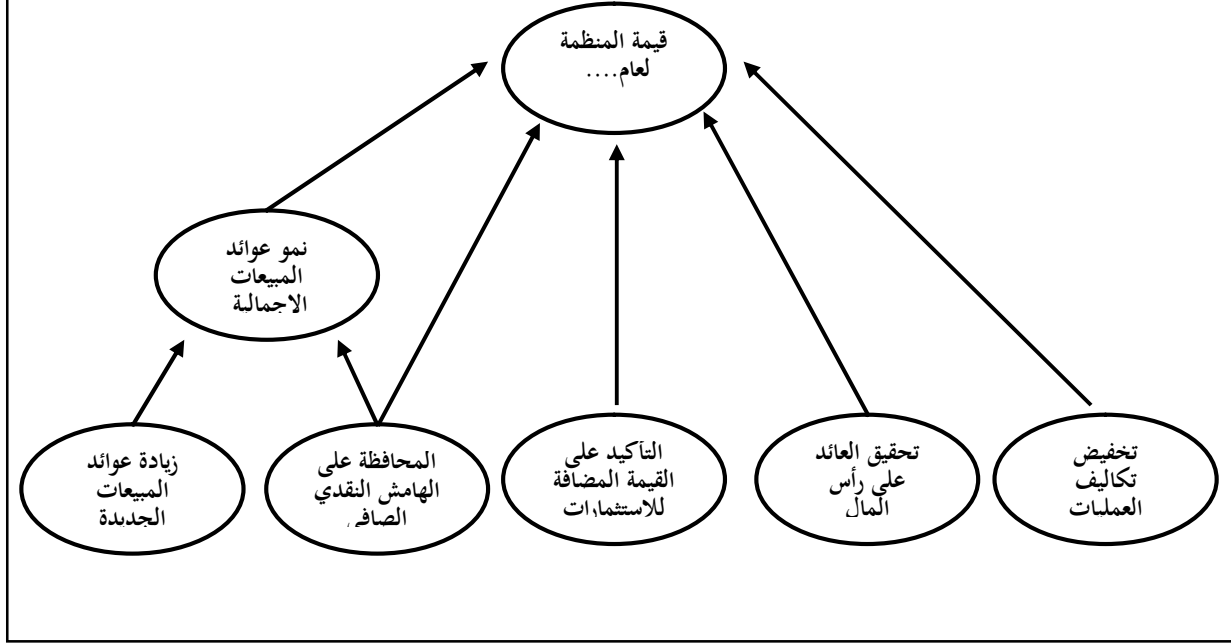 قيمة المنظمة
لعام....
نمو عوائد
المبيعات
الاجمالية
زيادة عوائد
المبيعات
الجديدة
المحافظة على
الهامش النقدي
الصافي
التأكيد على
القيمة المضافة
للاستثمارات
تحقيق العائد
على رأس
المال
تخفيض
تكاليف
العمليات